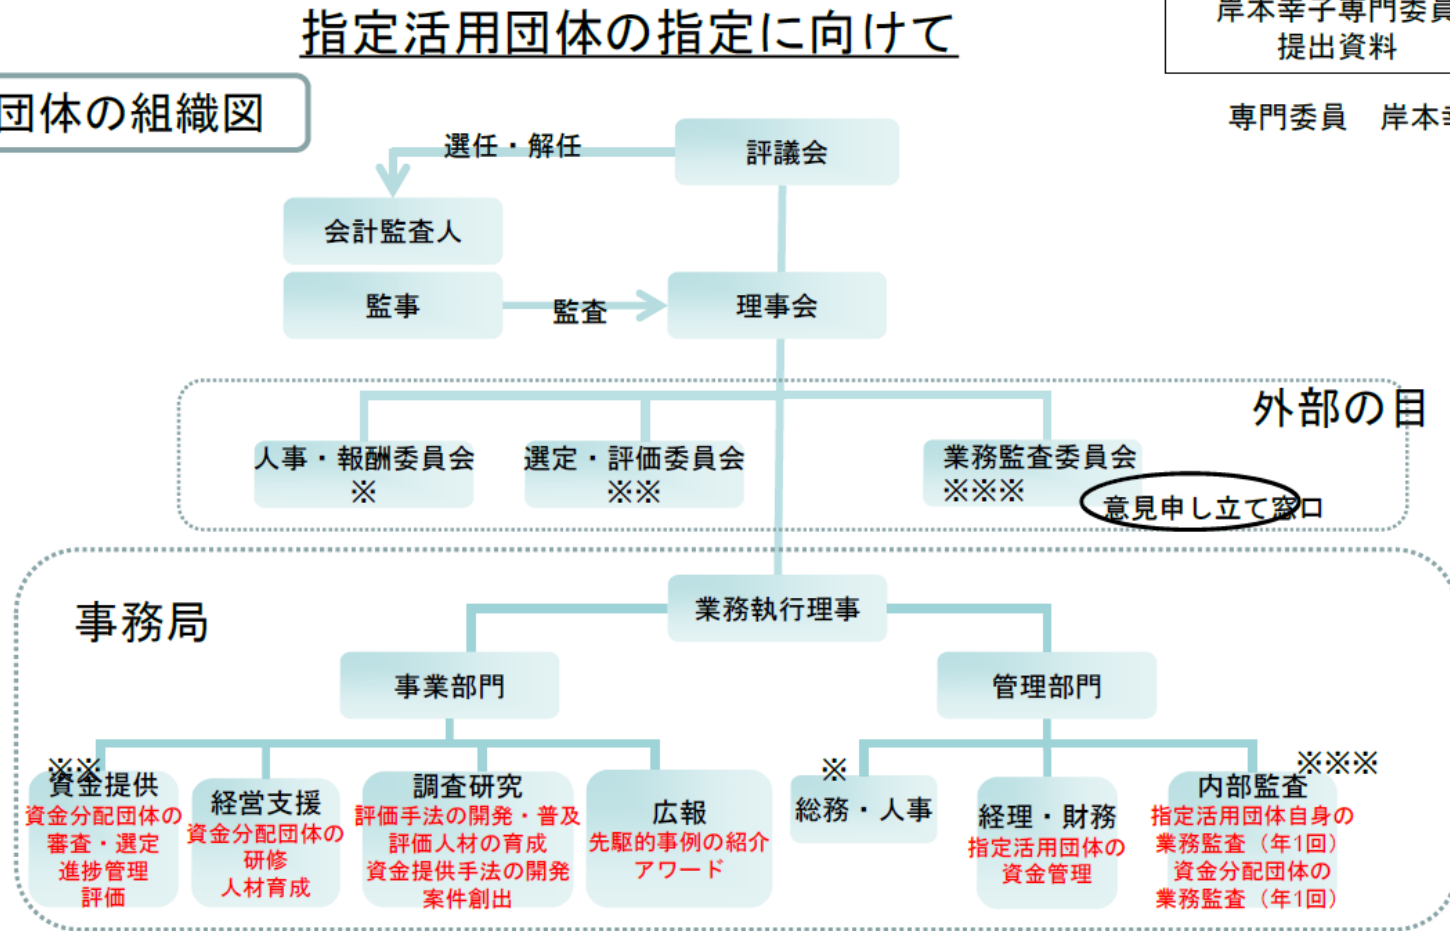 指定活用団体の指定に向けて
岸本幸子専門委員
提出資料
団体の組織図
専門委員　岸本
選任・解任
評議会
会計監査人
監事
監査
理事会
外部の目
人事・報酬委員会
※
選定・評価委員会
※※
業務監査委員会
※※※
意見申し立て窓口
事務局
業務執行理事
事業部門
管理部門
※※
資金提供
資金分配団体の
審査・選定
進捗管理
評価
経営支援
資金分配団体の
研修
人材育成
調査研究
評価手法の開発・普及
評価人材の育成
資金提供手法の開発
案件創出
広報
先駆的事例の紹介
アワード
※
総務・人事
経理・財務
指定活用団体の
資金管理
※※※
内部監査
指定活用団体自身の
業務監査（年1回）
資金分配団体の
業務監査（年1回）